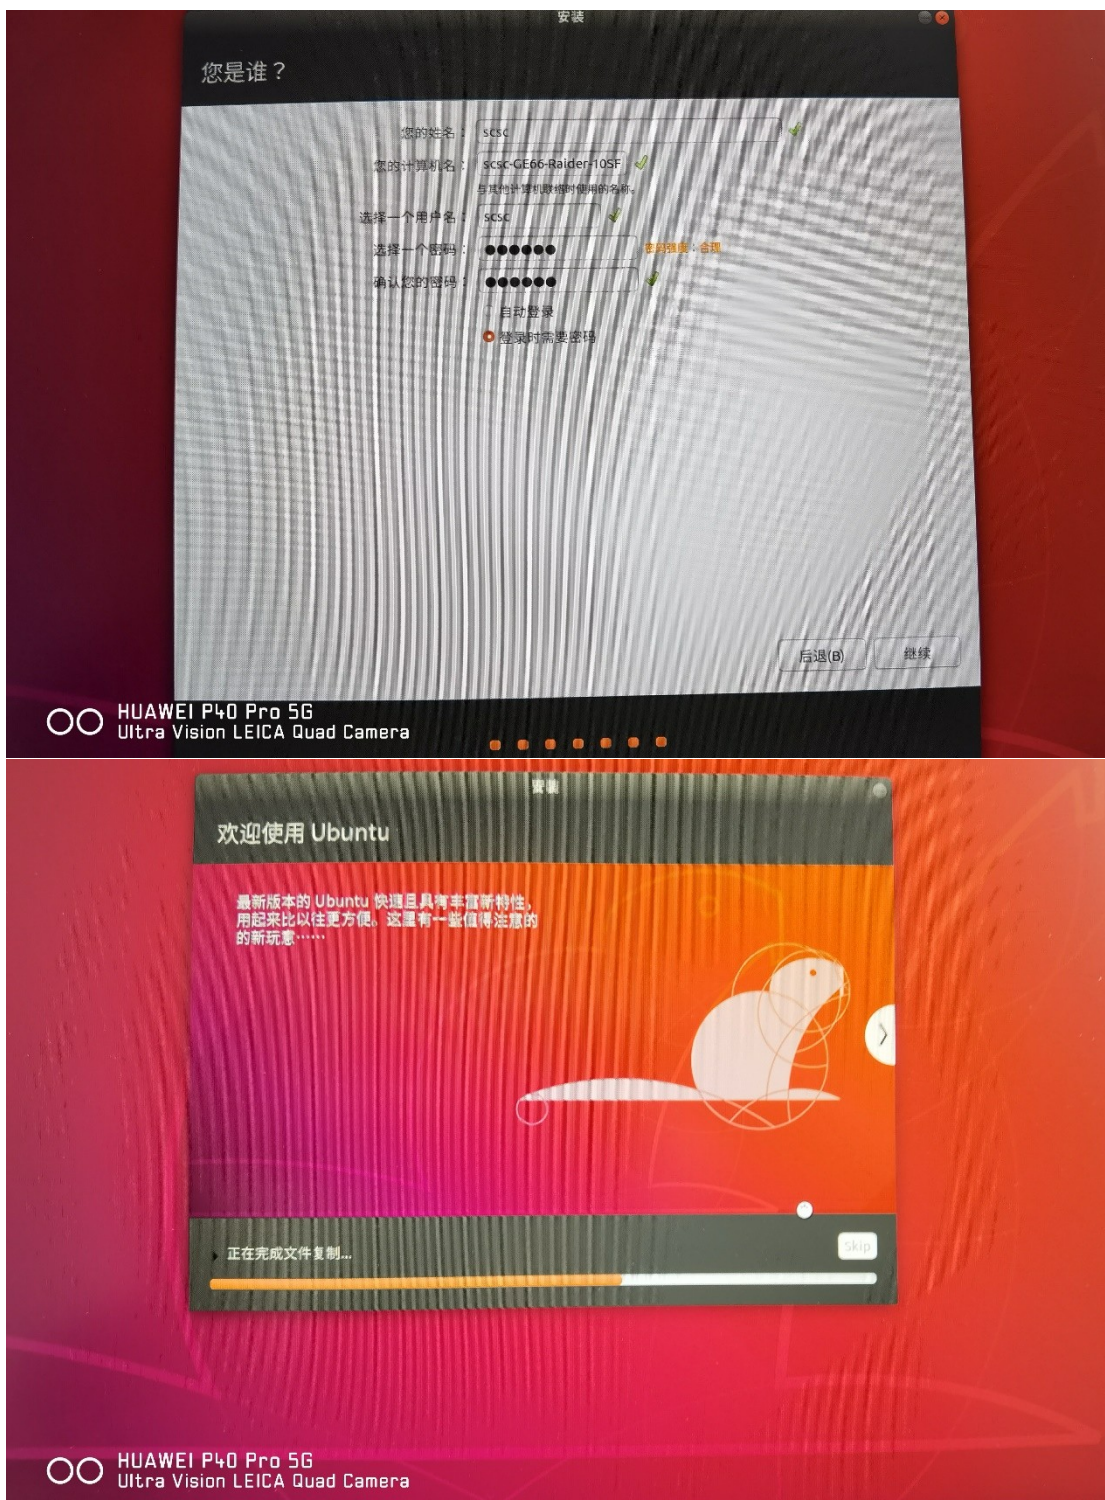 安装
您是谁？
您的姓名：
scsc
您的计算机名：
scsc-GE66-Raider-10SF
与其他计算机联络时使用的名称。
选择一个用户名：
scsc
选择一个密码：
●●●●●●
密码强度：合理
确认您的密码：
●●●●●●
自动登录
登录时需要密码
后退(B)
继续
HUAWEI P40 Pro 5G
Ultra Vision LEICA Quad Camera
安装
欢迎使用 Ubuntu
最新版本的 Ubuntu 快速且具有丰富新特性，
用起来比以往更方便。这里有一些值得注意的
的新玩意……
正在完成文件复制...
Skip
HUAWEI P40 Pro 5G
Ultra Vision LEICA Quad Camera